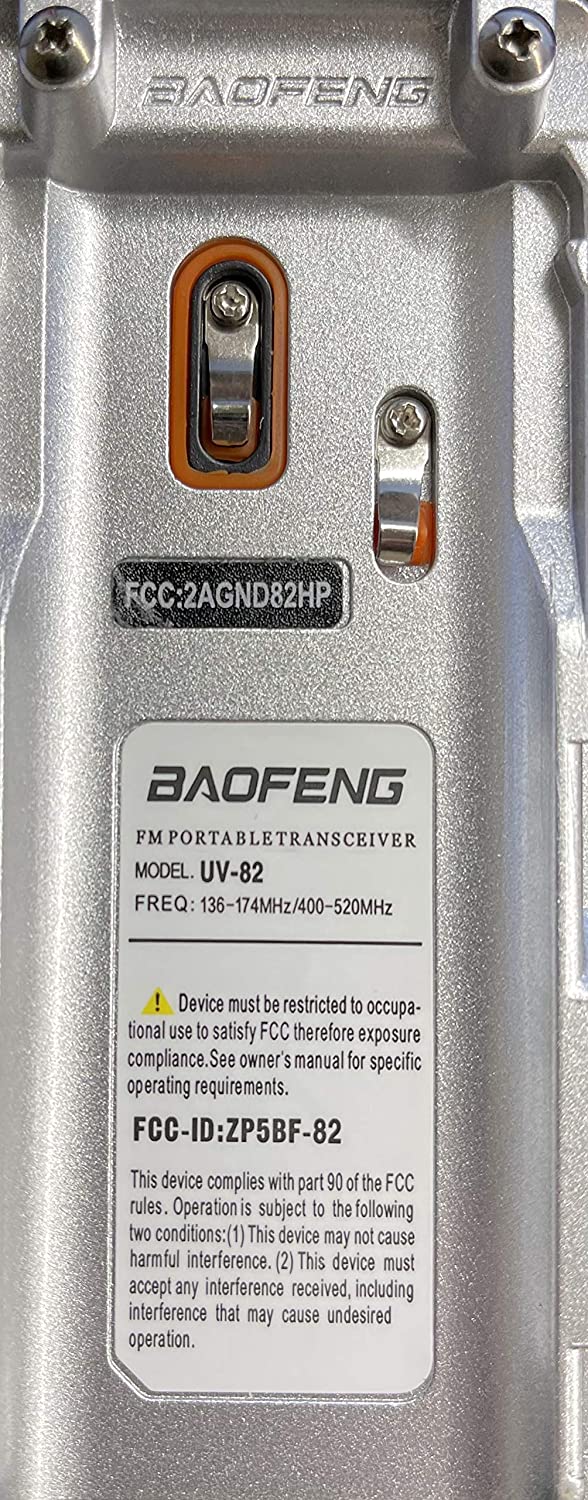 BAOFENG
FCC:2AGND82HP
BAOFENG
FM PORTABLETRANSCEIVER
MODEL. UV-82
FREQ: 136-174MHz/400-520MHz
Device must be restricted to occupa-
tional use to satisfy FCC therefore exposure
compliance.See owner's manual for specific
operating requirements.
FCC-ID:ZP5BF-82
This device complies with part 90 of the FCC
rules. Operation is subject to the following
two conditions:(1) This device may not cause
harmful interference. (2) This device must
accept any interference received, including
interference that may cause undesired
operation.